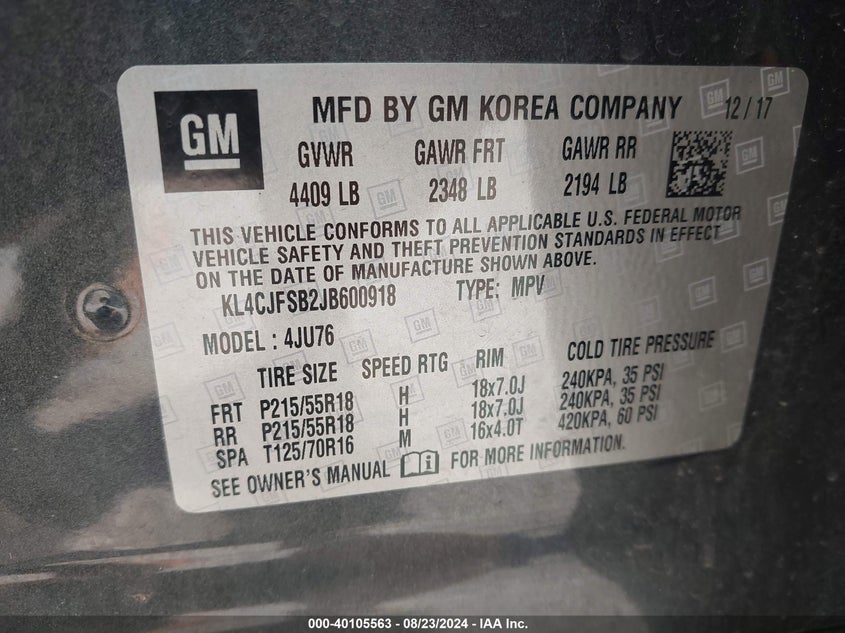 GM
MFD BY GM KOREA COMPANY 12/17
GVWR GAWR FRT GAWR RR
4409 LB 2348 LB 2194 LB
THIS VEHICLE CONFORMS TO ALL APPLICABLE U.S. FEDERAL MOTOR
VEHICLE SAFETY AND THEFT PREVENTION STANDARDS IN EFFECT
ON THE DATE OF MANUFACTURE SHOWN ABOVE.
KL4CJFSB2JB600918 TYPE: MPV
MODEL : 4JU76
TIRE SIZE SPEED RTG RIM COLD TIRE PRESSURE
FRT P215/55R18 H 18x7.0J 240KPA, 35 PSI
RR P215/55R18 H 18x7.0J 240KPA, 35 PSI
SPA T125/70R16 M 16x4.0T 420KPA, 60 PSI
SEE OWNER'S MANUAL FOR MORE INFORMATION.
000-40105563 - 08/23/2024 - IAA Inc.